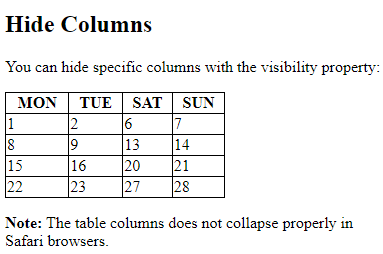 Hide Columns
You can hide specific columns with the visibility property:
MON TUE SAT SUN
1 2 6 7
8 9 13 14
15 16 20 21
22 23 27 28
Note: The table columns does not collapse properly in
Safari browsers.